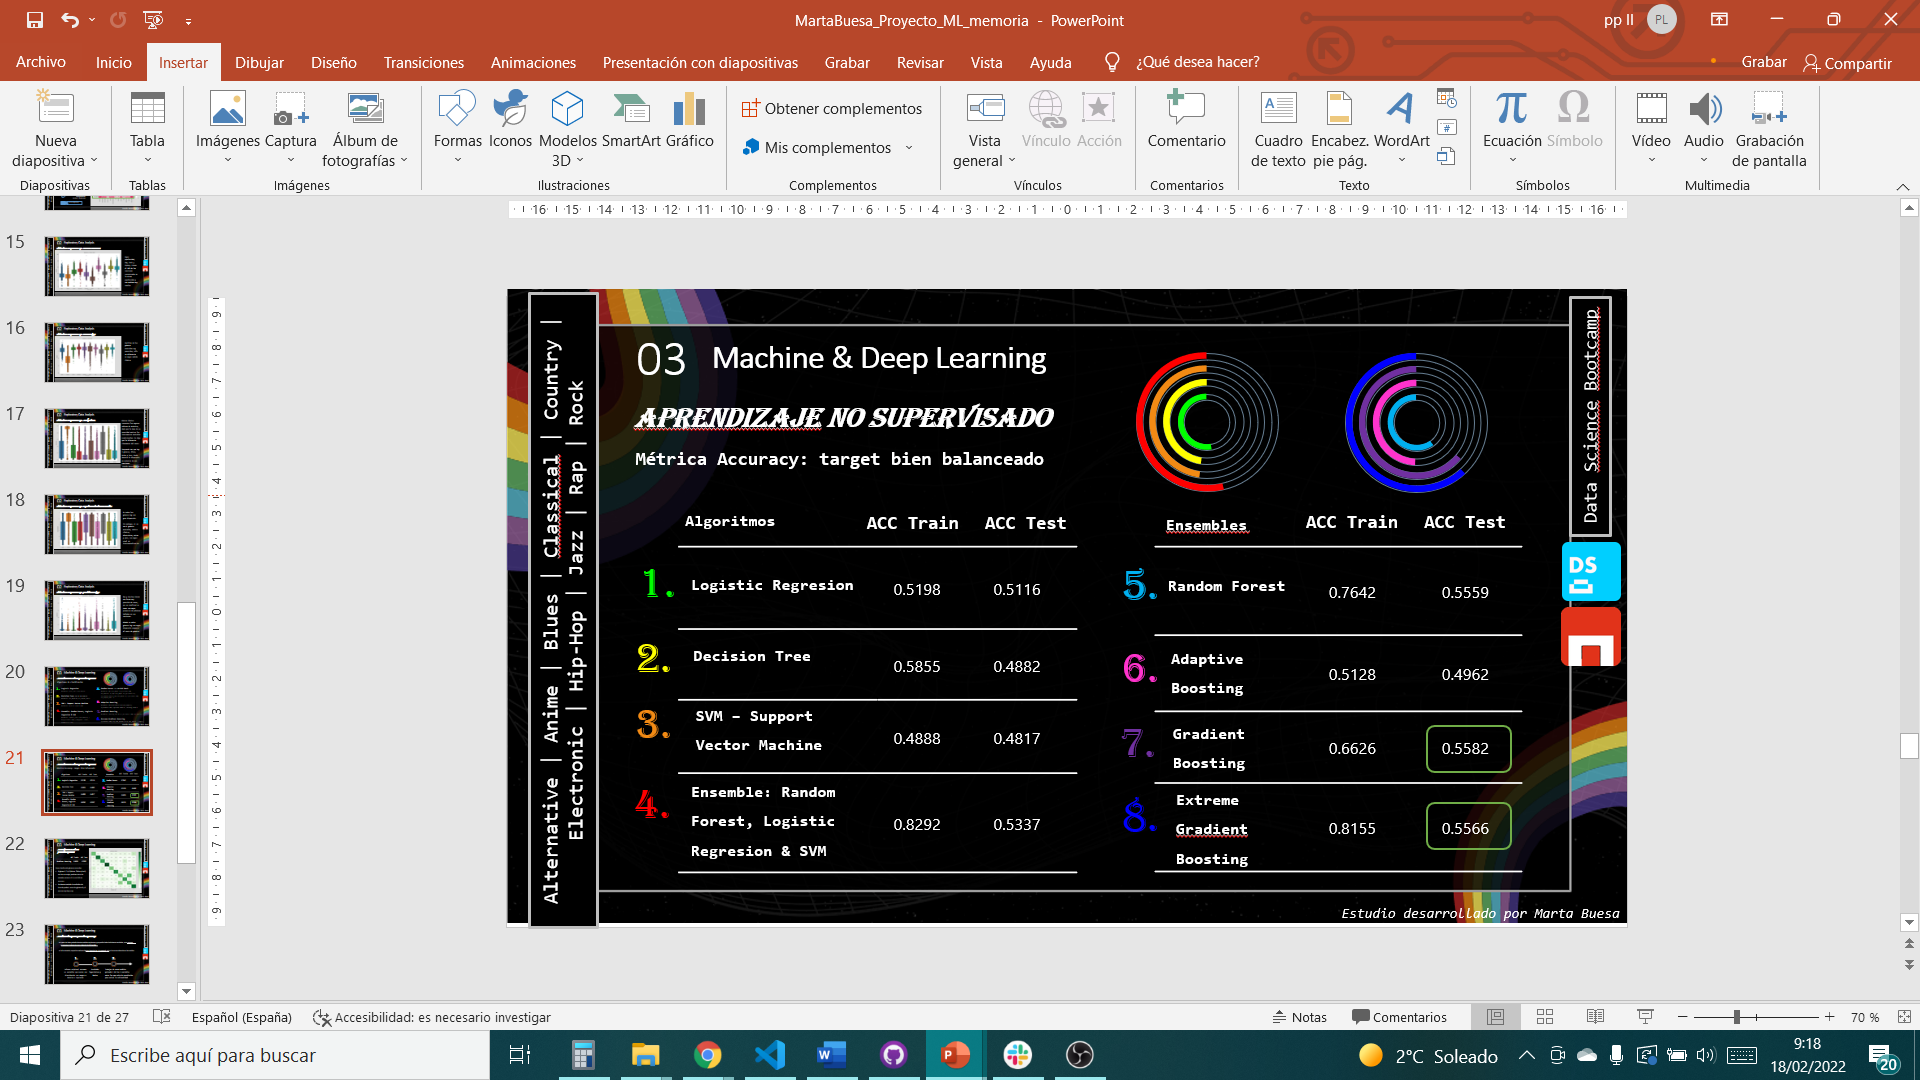 MartaBuesa_Proyecto_ML_memoria - PowerPoint
pp ll
PL
Archivo
Inicio
Insertar
Dibujar
Diseño
Transiciones
Animaciones
Presentación con diapositivas
Grabar
Revisar
Vista
Ayuda
¿Qué desea hacer?
Grabar
Compartir
Nueva diapositiva
Tabla
Imágenes
Captura
Álbum de fotografías
Formas
Iconos
Modelos 3D
SmartArt
Gráfico
Obtener complementos
Mis complementos
Vista general
Vínculo
Acción
Comentario
Cuadro de texto
Encabez. pie pág.
WordArt
Ecuación
Símbolo
Vídeo
Audio
Grabación de pantalla
Diapositivas
Tablas
Imágenes
Ilustraciones
Complementos
Vínculos
Comentarios
Texto
Símbolos
Multimedia
15
16
17
18
19
20
21
22
23
Alternative | Anime | Blues | Classical | Country |
Electronic | Hip-Hop | Jazz | Rap | Rock
03 Machine & Deep Learning
APRENDIZAJE NO SUPERVISADO
Métrica Accuracy: target bien balanceado
Algoritmos ACC Train ACC Test
1. Logistic Regresion 0.5198 0.5116
2. Decision Tree 0.5855 0.4882
3. SVM – Support
Vector Machine 0.4888 0.4817
4. Ensemble: Random
Forest, Logistic 0.8292 0.5337
Regresion & SVM
Ensembles ACC Train ACC Test
5. Random Forest 0.7642 0.5559
6. Adaptive
Boosting 0.5128 0.4962
7. Gradient
Boosting 0.6626 0.5582
8. Extreme
Gradient 0.8155 0.5566
Boosting
Data Science Bootcamp
DS
Estudio desarrollado por Marta Buesa
Diapositiva 21 de 27
Español (España)
Accesibilidad: es necesario investigar
Notas
Comentarios
70 %
Escribe aquí para buscar
2°C Soleado
9:18
18/02/2022
20